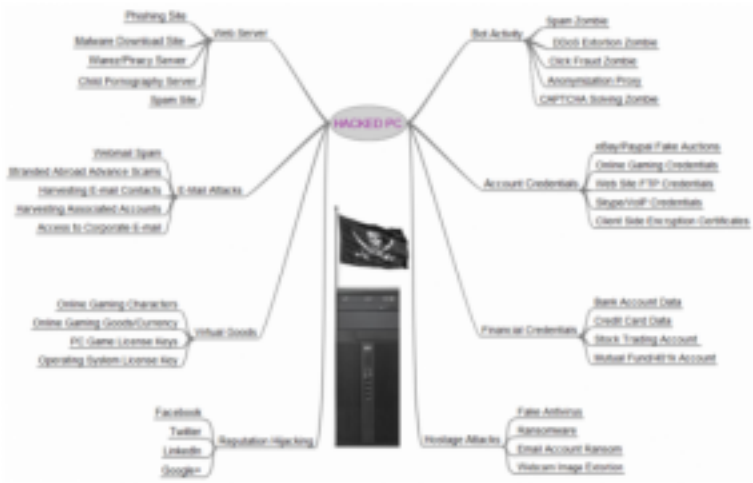 HACKED PC
Web Server
Phishing Site
Malware Download Site
Warez/Piracy Server
Child Pornography Server
Spam Site
E-Mail Attacks
Webmail Spam
Stranded Abroad Advance Scams
Harvesting E-mail Contacts
Harvesting Associated Accounts
Access to Corporate E-mail
Virtual Goods
Online Gaming Characters
Online Gaming Goods/Currency
PC Game License Keys
Operating System License Key
Reputation Hijacking
Facebook
Twitter
LinkedIn
Google+
Bot Activity
Spam Zombie
DDoS Extortion Zombie
Click Fraud Zombie
Anonymization Proxy
CAPTCHA Solving Zombie
Account Credentials
eBay/Paypal Fake Auctions
Online Gaming Credentials
Web Site FTP Credentials
Skype/VoIP Credentials
Client Side Encryption Certificates
Financial Credentials
Bank Account Data
Credit Card Data
Stock Trading Account
Mutual Fund/401k Account
Hostage Attacks
Fake Antivirus
Ransomware
Email Account Ransom
Webcam Image Extortion